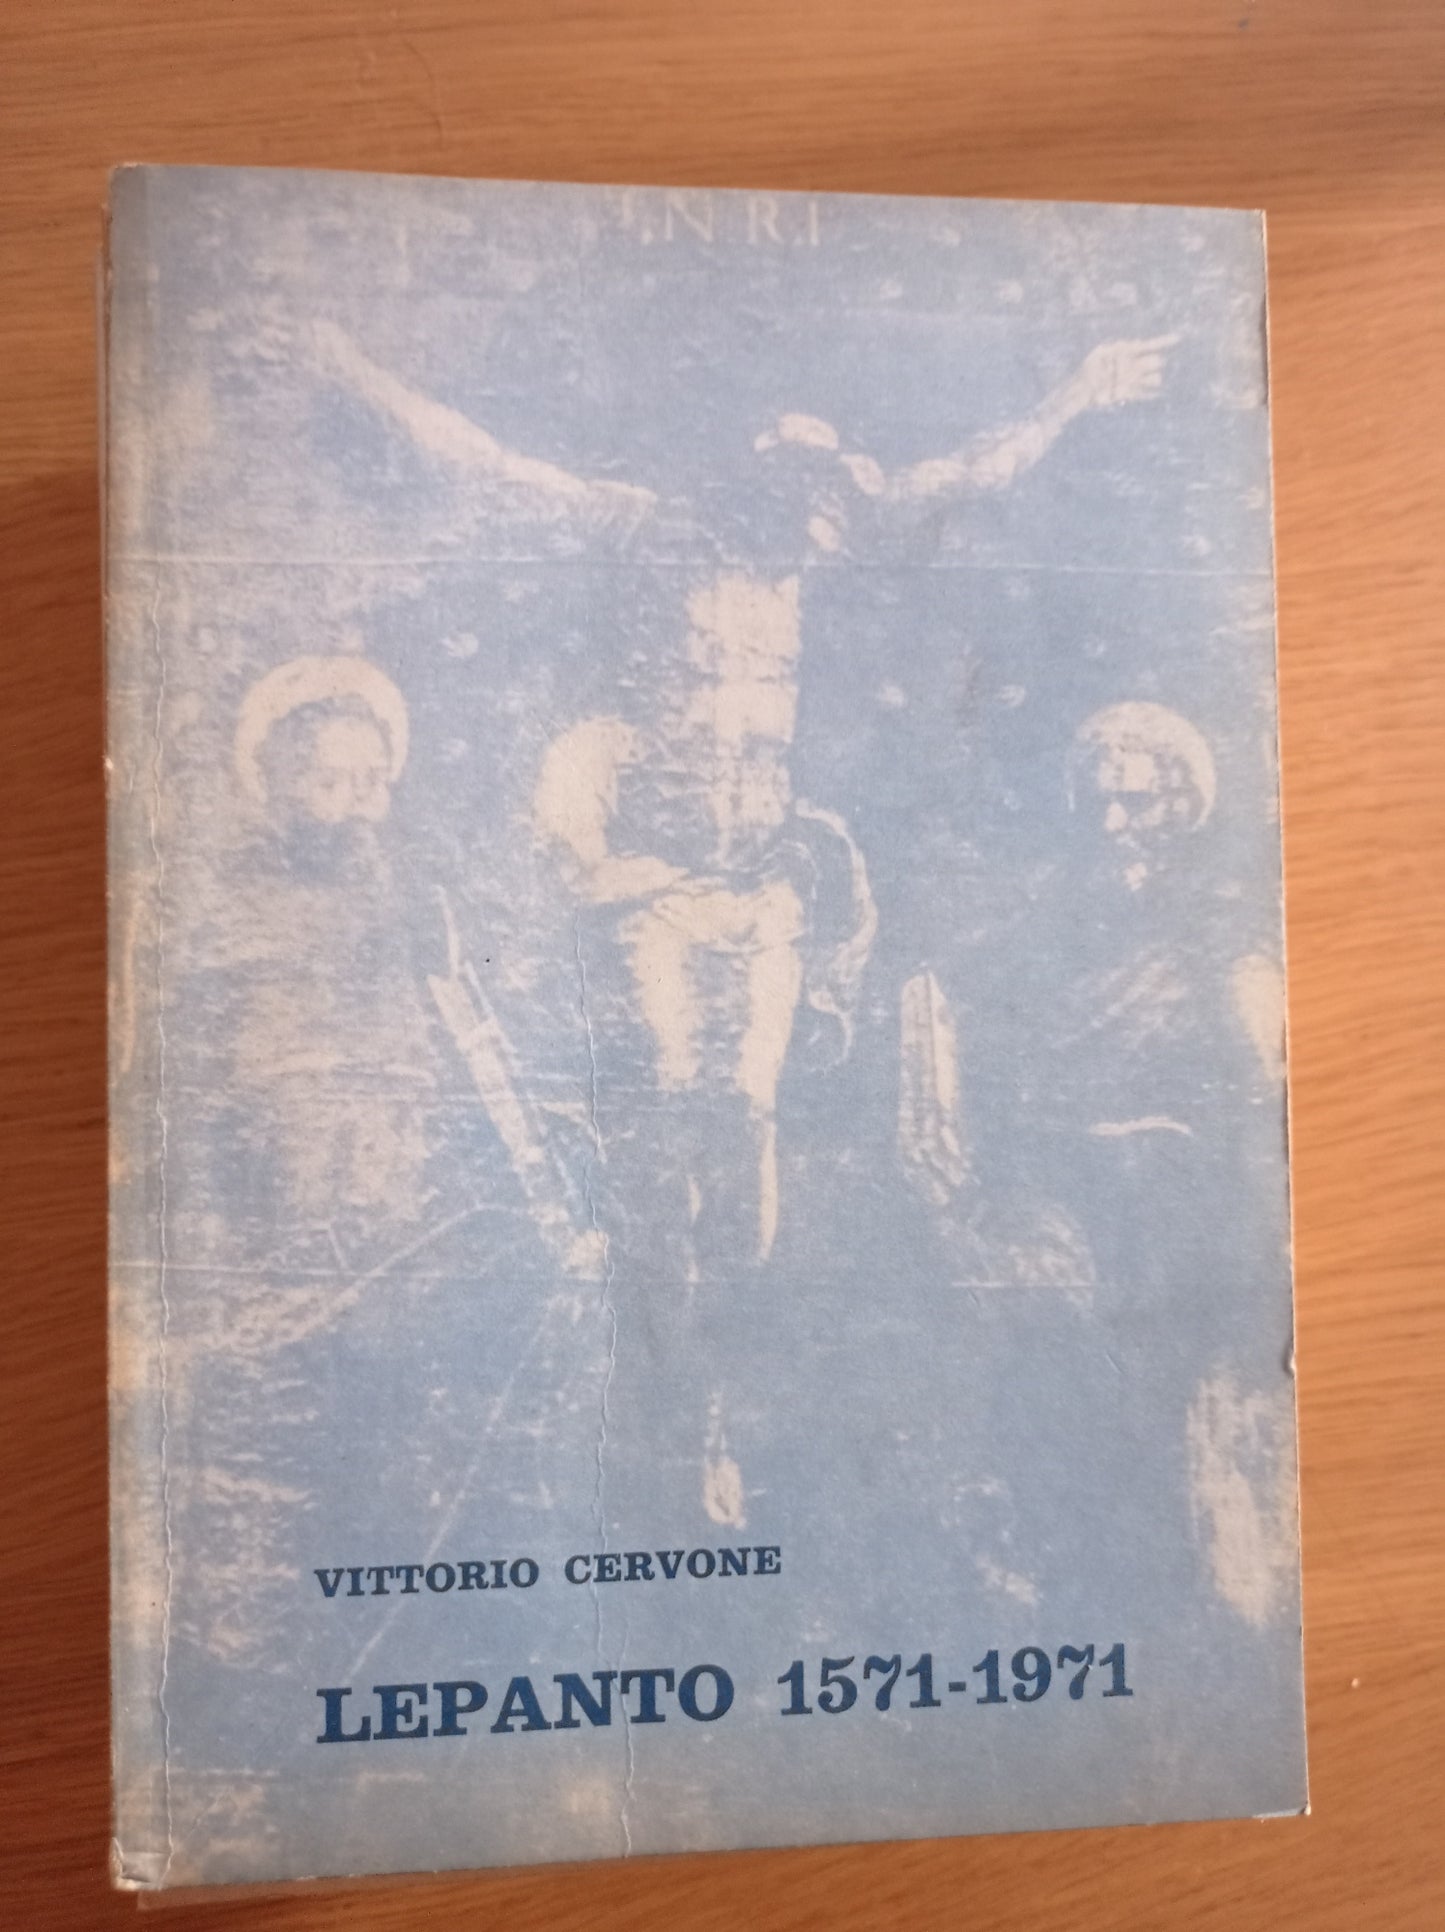 I.N.R.I
VITTORIO CERVONE
LEPANTO 1571-1971